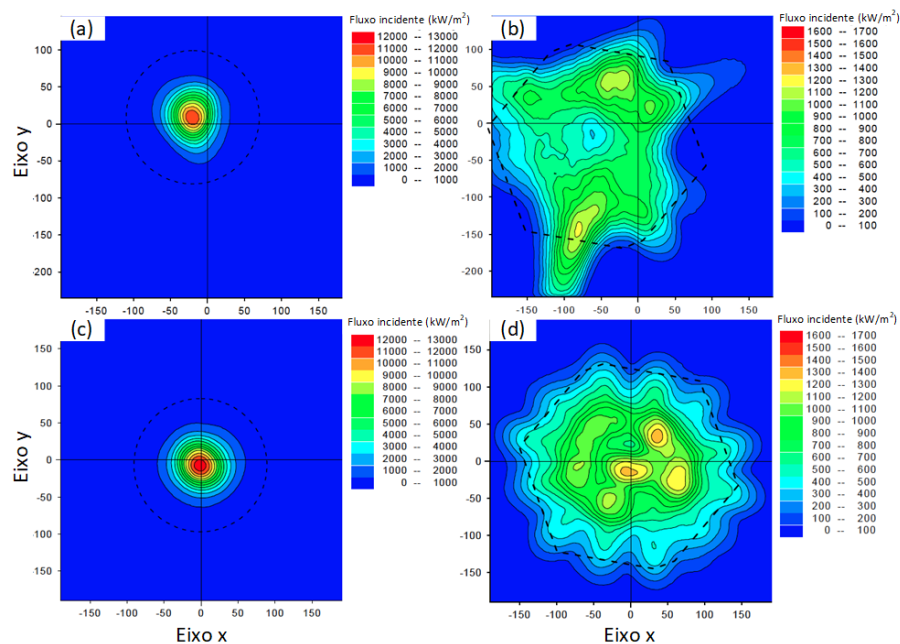 (a)
Fluxo incidente (kW/m²)
12000 -- 13000
11000 -- 12000
10000 -- 11000
9000 -- 10000
8000 -- 9000
7000 -- 8000
6000 -- 7000
5000 -- 6000
4000 -- 5000
3000 -- 4000
2000 -- 3000
1000 -- 2000
0 -- 1000
Eixo y
100
50
0
-50
-100
-150
-200
-150 -100 -50 0 50 100 150
(b)
Fluxo incidente (kW/m²)
1600 -- 1700
1500 -- 1600
1400 -- 1500
1300 -- 1400
1200 -- 1300
1100 -- 1200
1000 -- 1100
900 -- 1000
800 -- 900
700 -- 800
600 -- 700
500 -- 600
400 -- 500
300 -- 400
200 -- 300
100 -- 200
0 -- 100
100
50
0
-50
-100
-150
-200
-150 -100 -50 0 50 100 150
(c)
Fluxo incidente (kW/m²)
12000 -- 13000
11000 -- 12000
10000 -- 11000
9000 -- 10000
8000 -- 9000
7000 -- 8000
6000 -- 7000
5000 -- 6000
4000 -- 5000
3000 -- 4000
2000 -- 3000
1000 -- 2000
0 -- 1000
Eixo y
150
100
50
0
-50
-100
-150
-150 -100 -50 0 50 100 150
Eixo x
(d)
Fluxo incidente (kW/m²)
1600 -- 1700
1500 -- 1600
1400 -- 1500
1300 -- 1400
1200 -- 1300
1100 -- 1200
1000 -- 1100
900 -- 1000
800 -- 900
700 -- 800
600 -- 700
500 -- 600
400 -- 500
300 -- 400
200 -- 300
100 -- 200
0 -- 100
150
100
50
0
-50
-100
-150
-150 -100 -50 0 50 100 150
Eixo x